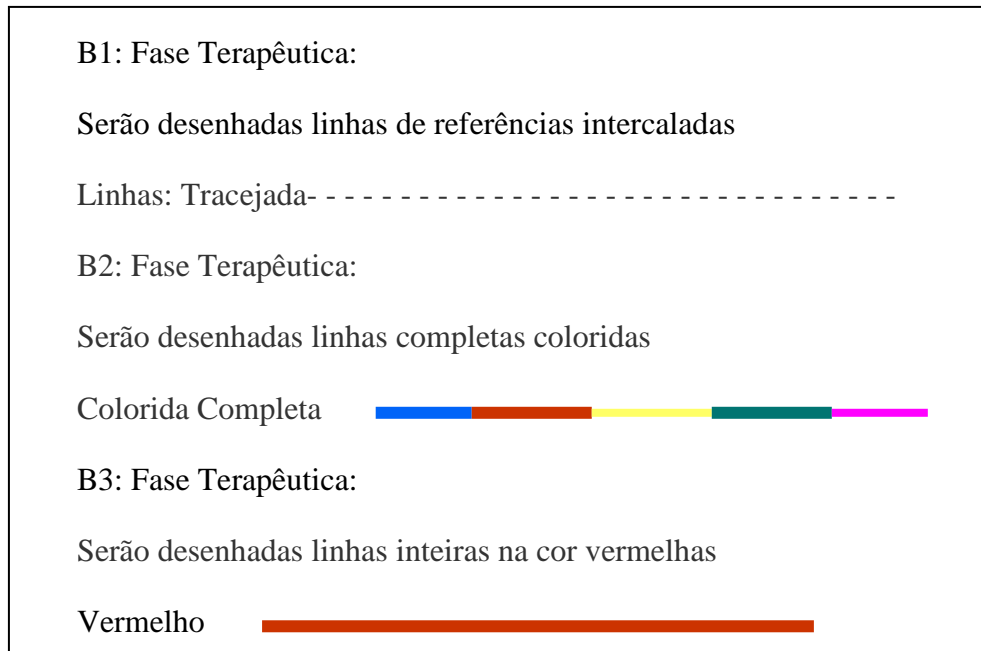 B1: Fase Terapêutica:
Serão desenhadas linhas de referências intercaladas
Linhas: Tracejada- - - - - - - - - - - - - - - - - - - - - - - - - - - - - - - -
B2: Fase Terapêutica:
Serão desenhadas linhas completas coloridas
Colorida Completa
B3: Fase Terapêutica:
Serão desenhadas linhas inteiras na cor vermelhas
Vermelho